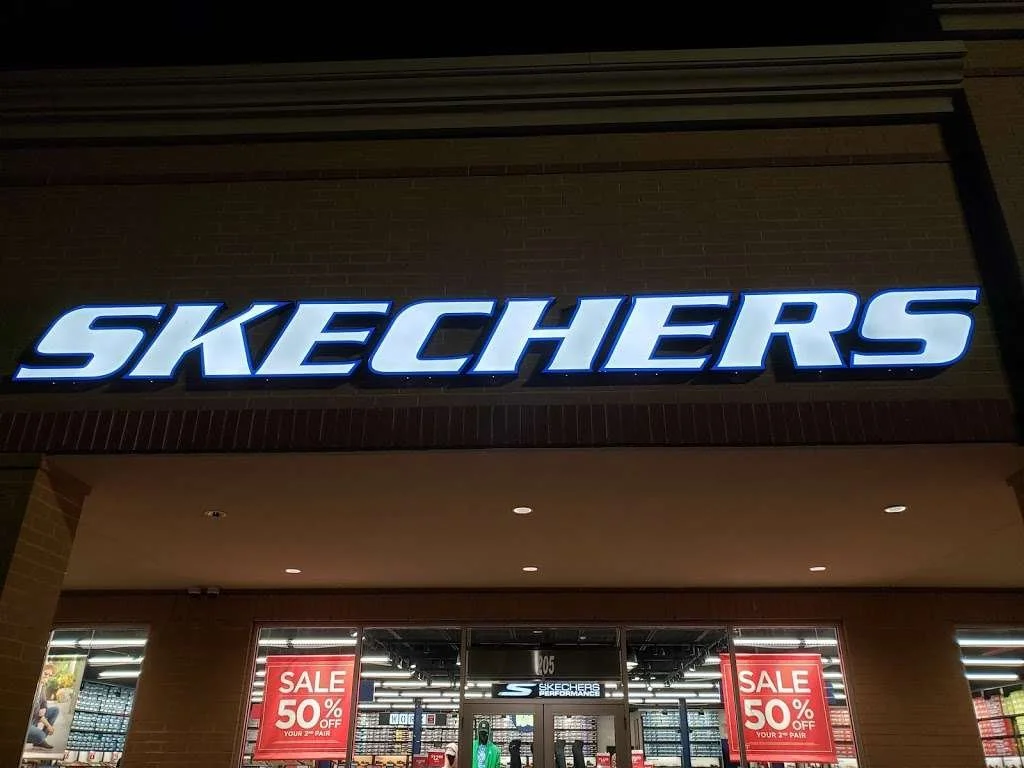 SKECHERS
205
S SKECHERS
PERFORMANCE
SALE
50% OFF
YOUR 2ND PAIR
SALE
50% OFF
YOUR 2ND PAIR